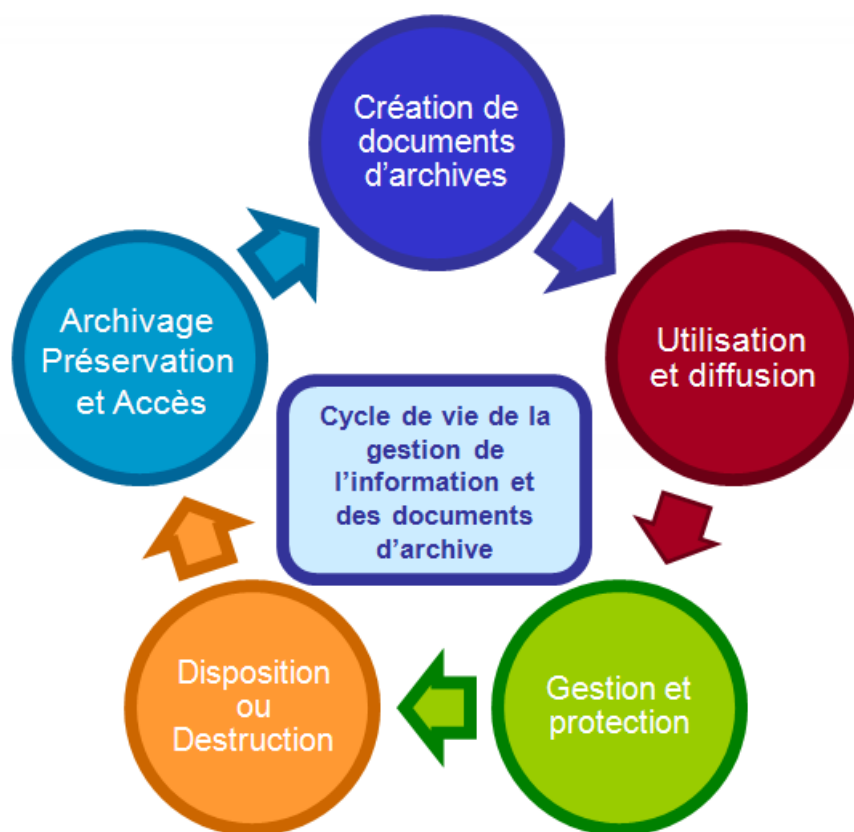 Création de
documents
d'archives
Utilisation
et diffusion
Gestion et
protection
Disposition
ou
Destruction
Archivage
Préservation
et Accès
Cycle de vie de la
gestion de
l'information et
des documents
d'archive